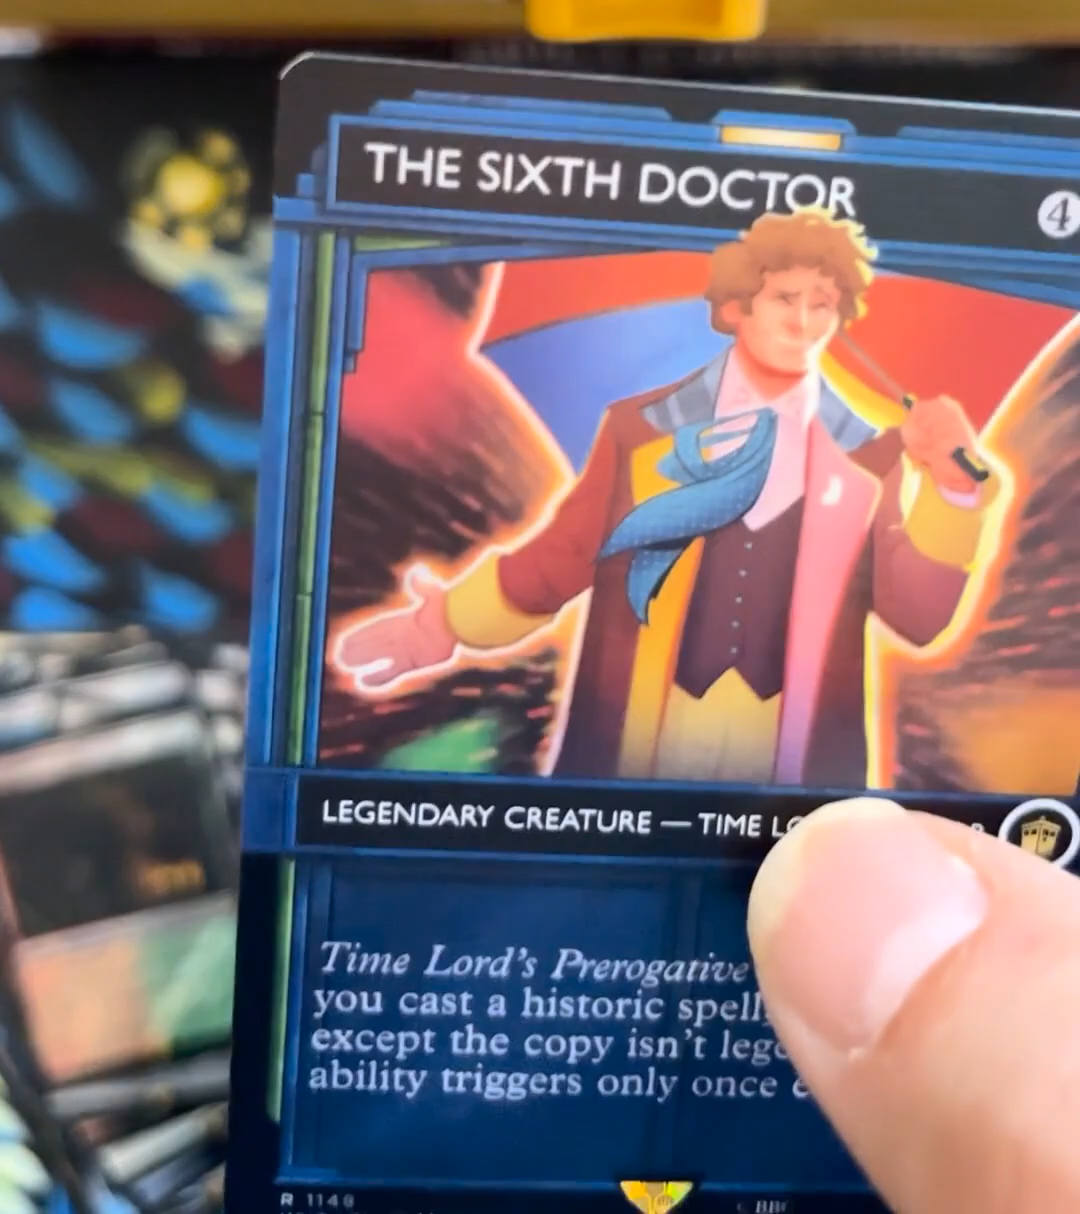 THE SIXTH DOCTOR
4
LEGENDARY CREATURE — TIME
Time Lord's Prerogative
you cast a historic spell,
except the copy isn't
ability triggers only once
R 1148
BBC